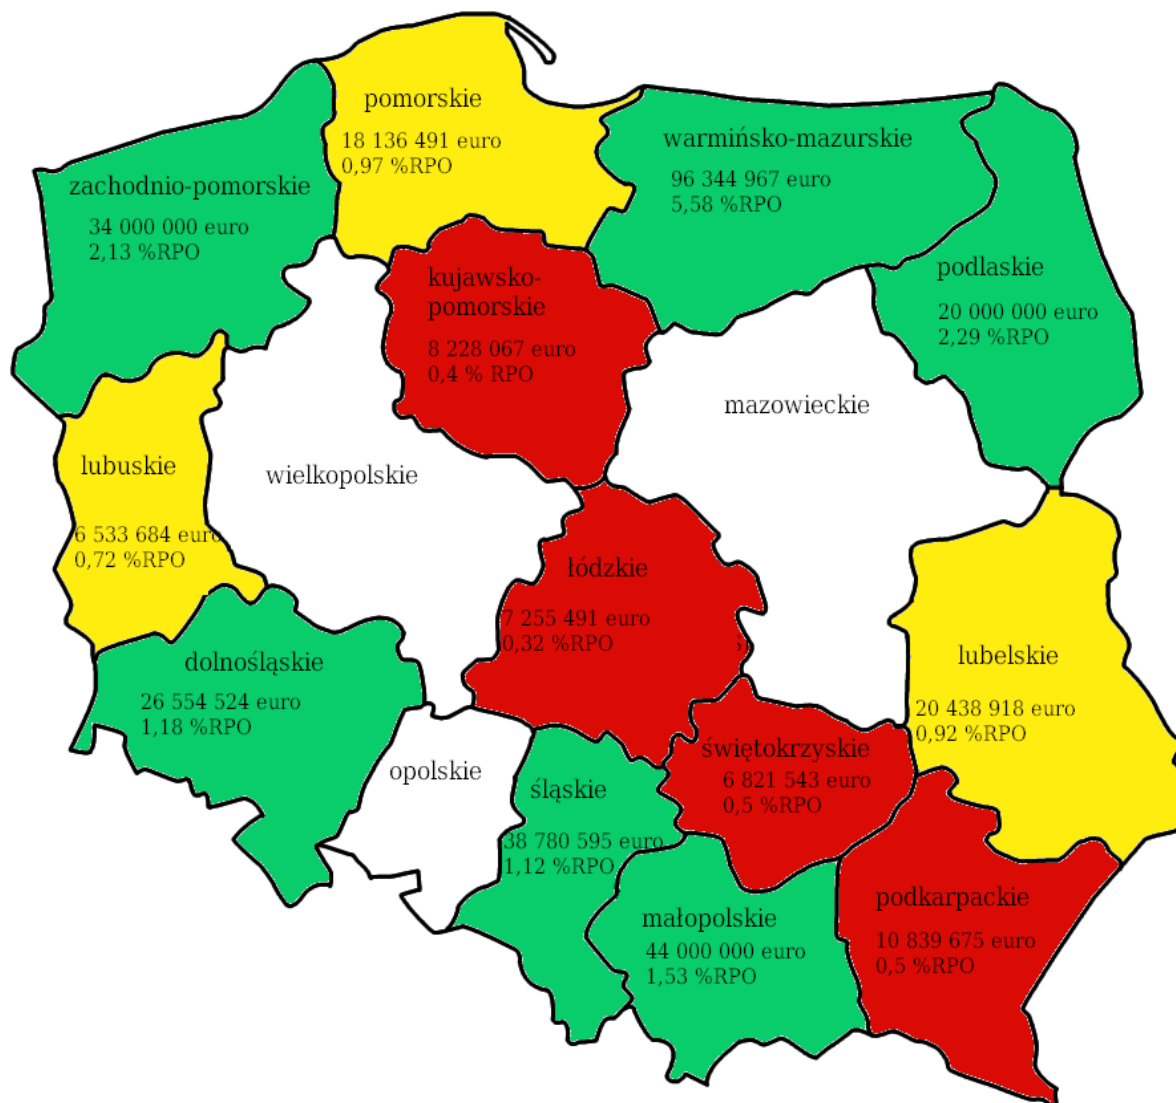 pomorskie
18 136 491 euro
0,97 %RPO
warmińsko-mazurskie
96 344 967 euro
5,58 %RPO
zachodnio-pomorskie
34 000 000 euro
2,13 %RPO
podlaskie
20 000 000 euro
2,29 %RPO
kujawsko-
pomorskie
8 228 067 euro
0,4 % RPO
mazowieckie
lubuskie
6 533 684 euro
0,72 %RPO
wielkopolskie
łódzkie
7 255 491 euro
0,32 %RPO
dolnośląskie
26 554 524 euro
1,18 %RPO
lubelskie
20 438 918 euro
0,92 %RPO
opolskie
śląskie
38 780 595 euro
1,12 %RPO
świętokrzyskie
6 821 543 euro
0,5 %RPO
małopolskie
44 000 000 euro
1,53 %RPO
podkarpackie
10 839 675 euro
0,5 %RPO